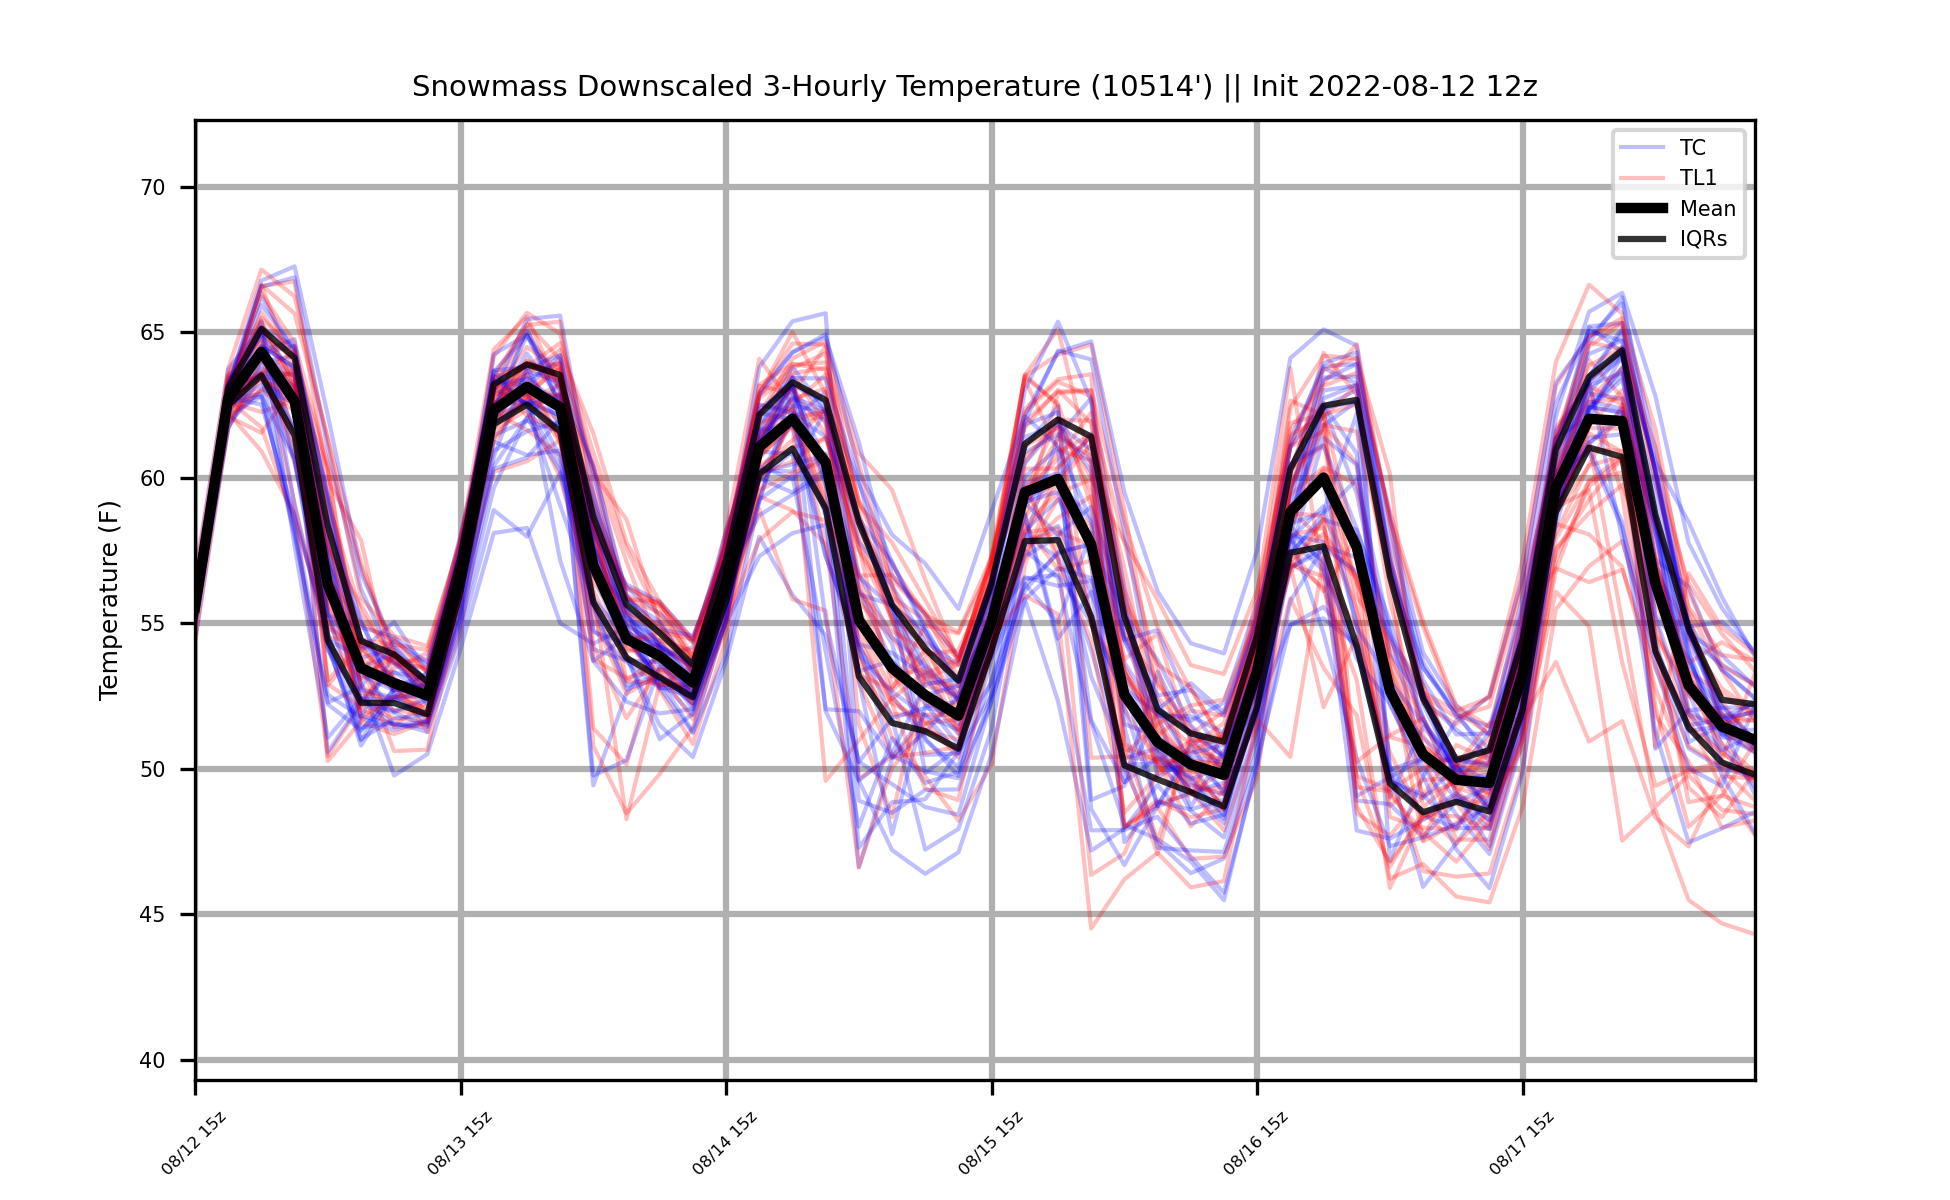 Snowmass Downscaled 3-Hourly Temperature (10514') || Init 2022-08-12 12z
TC
TL1
Mean
IQRs
Temperature (F)
70
65
60
55
50
45
40
08/12 15z
08/13 15z
08/14 15z
08/15 15z
08/16 15z
08/17 15z